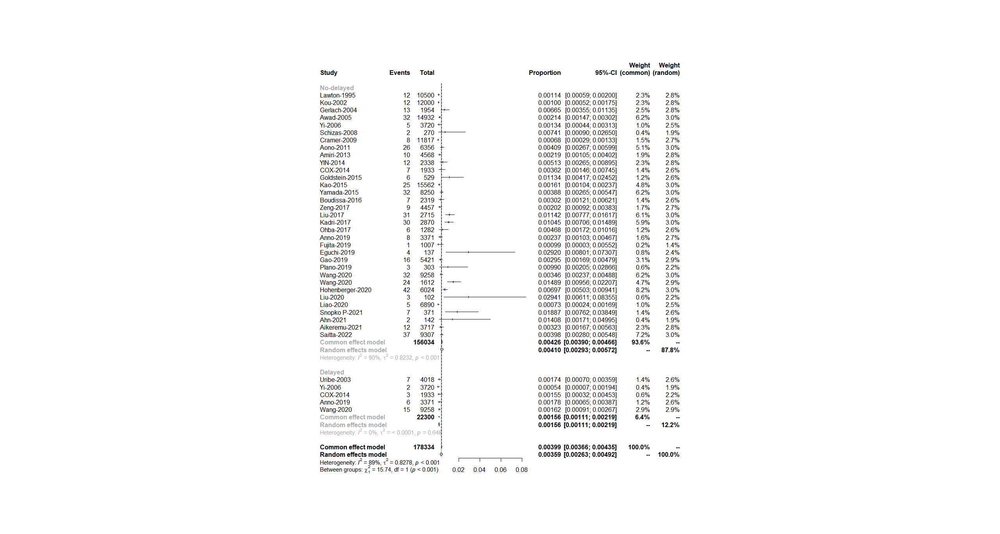 Weight Weight
Study Events Total Proportion 95%-CI (common) (random)
No-delayed
Lawton-1995 12 10500 0.00114 [0.00059; 0.00200] 2.3% 2.8%
Kou-2002 12 12000 0.00100 [0.00052; 0.00175] 2.3% 2.8%
Gerlach-2004 13 1954 0.00665 [0.00355; 0.01135] 2.5% 2.8%
Awad-2005 32 14932 0.00214 [0.00147; 0.00302] 6.2% 3.0%
Yi-2006 5 3720 0.00134 [0.00044; 0.00313] 1.0% 2.5%
Schizas-2008 2 270 0.00741 [0.00090; 0.02650] 0.4% 1.9%
Cramer-2009 8 11817 0.00068 [0.00029; 0.00133] 1.5% 2.7%
Aono-2011 26 6356 0.00409 [0.00267; 0.00599] 5.1% 3.0%
Amiri-2013 10 4568 0.00219 [0.00105; 0.00402] 1.9% 2.8%
YIN-2014 12 2338 0.00513 [0.00265; 0.00895] 2.3% 2.8%
COX-2014 7 1933 0.00362 [0.00146; 0.00745] 1.4% 2.6%
Goldstein-2015 6 529 0.01134 [0.00417; 0.02452] 1.2% 2.6%
Kao-2015 25 15562 0.00161 [0.00104; 0.00237] 4.8% 3.0%
Yamada-2015 32 8250 0.00388 [0.00265; 0.00547] 6.2% 3.0%
Boudissa-2016 7 2319 0.00302 [0.00121; 0.00621] 1.4% 2.6%
Zeng-2017 9 4457 0.00202 [0.00092; 0.00383] 1.7% 2.7%
Liu-2017 31 2715 0.01142 [0.00777; 0.01617] 6.1% 3.0%
Kadri-2017 30 2870 0.01045 [0.00706; 0.01489] 5.9% 3.0%
Ohba-2017 6 1282 0.00468 [0.00172; 0.01016] 1.2% 2.6%
Anno-2019 8 3371 0.00237 [0.00103; 0.00467] 1.6% 2.7%
Fujita-2019 1 1007 0.00099 [0.00003; 0.00552] 0.2% 1.4%
Eguchi-2019 4 137 0.02920 [0.00801; 0.07307] 0.8% 2.4%
Gao-2019 16 5421 0.00295 [0.00169; 0.00479] 3.1% 2.9%
Plano-2019 3 303 0.00990 [0.00205; 0.02866] 0.6% 2.2%
Wang-2020 32 9258 0.00346 [0.00237; 0.00488] 6.2% 3.0%
Wang-2020 24 1612 0.01489 [0.00956; 0.02207] 4.7% 2.9%
Hohenberger-2020 42 6024 0.00697 [0.00503; 0.00941] 8.2% 3.0%
Liu-2020 3 102 0.02941 [0.00611; 0.08355] 0.6% 2.2%
Liao-2020 5 6890 0.00073 [0.00024; 0.00169] 1.0% 2.5%
Snopko P-2021 7 371 0.01887 [0.00762; 0.03849] 1.4% 2.6%
Ahn-2021 2 142 0.01408 [0.00171; 0.04995] 0.4% 1.9%
Aikeremu-2021 12 3717 0.00323 [0.00167; 0.00563] 2.3% 2.8%
Saitta-2022 37 9307 0.00398 [0.00280; 0.00548] 7.2% 3.0%
Common effect model 156034 0.00426 [0.00390; 0.00466] 93.6% --
Random effects model 0.00410 [0.00293; 0.00572] -- 87.8%
Heterogeneity: I² = 90%, τ² = 0.8232, p < 0.001
Delayed
Uribe-2003 7 4018 0.00174 [0.00070; 0.00359] 1.4% 2.6%
Yi-2006 2 3720 0.00054 [0.00007; 0.00194] 0.4% 1.9%
COX-2014 3 1933 0.00155 [0.00032; 0.00453] 0.6% 2.2%
Anno-2019 6 3371 0.00178 [0.00065; 0.00387] 1.2% 2.6%
Wang-2020 15 9258 0.00162 [0.00091; 0.00267] 2.9% 2.9%
Common effect model 22300 0.00156 [0.00111; 0.00219] 6.4% --
Random effects model 0.00156 [0.00111; 0.00219] -- 12.2%
Heterogeneity: I² = 0%, τ² = < 0.0001, p = 0.648
Common effect model 178334 0.00399 [0.00366; 0.00435] 100.0% --
Random effects model 0.00359 [0.00263; 0.00492] -- 100.0%
Heterogeneity: I² = 89%, τ² = 0.8278, p < 0.001
Between groups: χ²₁ = 15.74, df = 1 (p < 0.001) 0.02 0.04 0.06 0.08